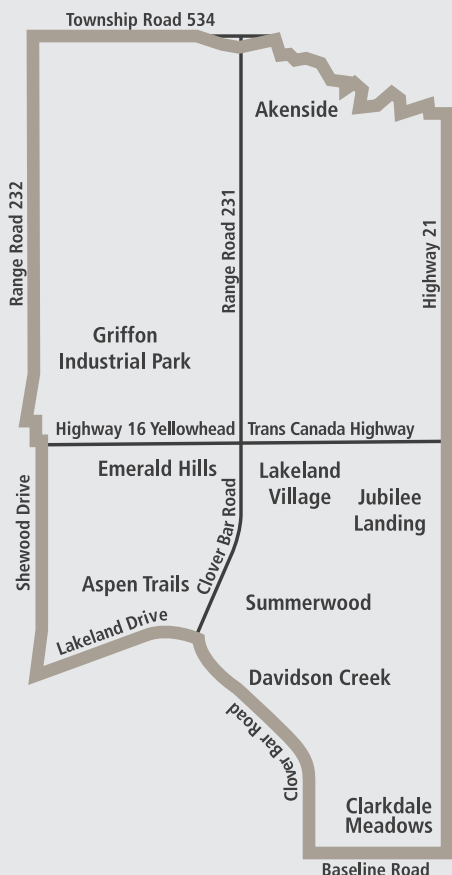 Township Road 534
Akenside
Range Road 232
Range Road 231
Highway 21
Griffon
Industrial Park
Highway 16 Yellowhead
Trans Canada Highway
Emerald Hills
Lakeland
Village
Jubilee
Landing
Shewood Drive
Clover Bar Road
Aspen Trails
Summerwood
Lakeland Drive
Davidson Creek
Clover Bar Road
Clarkdale
Meadows
Baseline Road